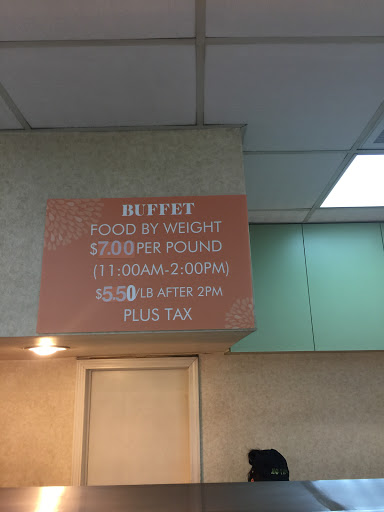 BUFFET
FOOD BY WEIGHT
$7.00 PER POUND
(11:00AM-2:00PM)
$5.50/LB AFTER 2PM
PLUS TAX